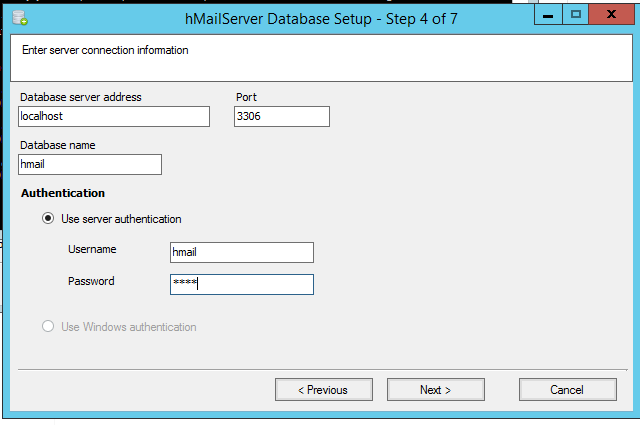 hMailServer Database Setup - Step 4 of 7
Enter server connection information
Database server address Port
localhost 3306
Database name
hmail
Authentication
Use server authentication
Username hmail
Password ****
Use Windows authentication
< Previous Next > Cancel